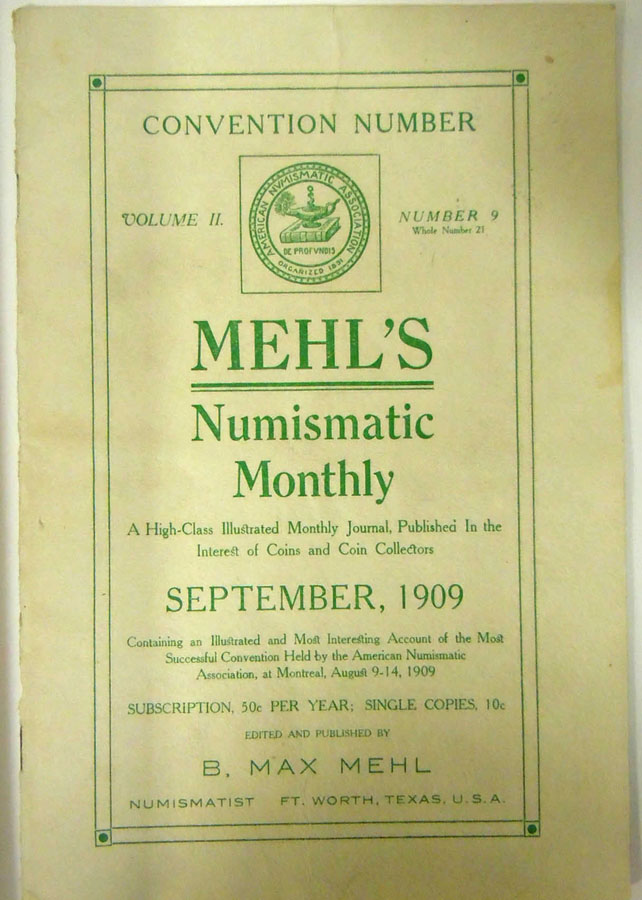 CONVENTION NUMBER
AMERICAN NUMISMATIC ASSOCIATION
DE PROFVNDIS
ORGANIZED 1891
VOLUME II.
NUMBER 9
Whole Number 21
MEHL'S
Numismatic
Monthly
A High-Class Illustrated Monthly Journal, Published In the
Interest of Coins and Coin Collectors
SEPTEMBER, 1909
Containing an Illustrated and Most Interesting Account of the Most
Successful Convention Held by the American Numismatic
Association, at Montreal, August 9-14, 1909
SUBSCRIPTION, 50c PER YEAR; SINGLE COPIES, 10c
EDITED AND PUBLISHED BY
B. MAX MEHL
NUMISMATIST FT. WORTH, TEXAS, U.S.A.